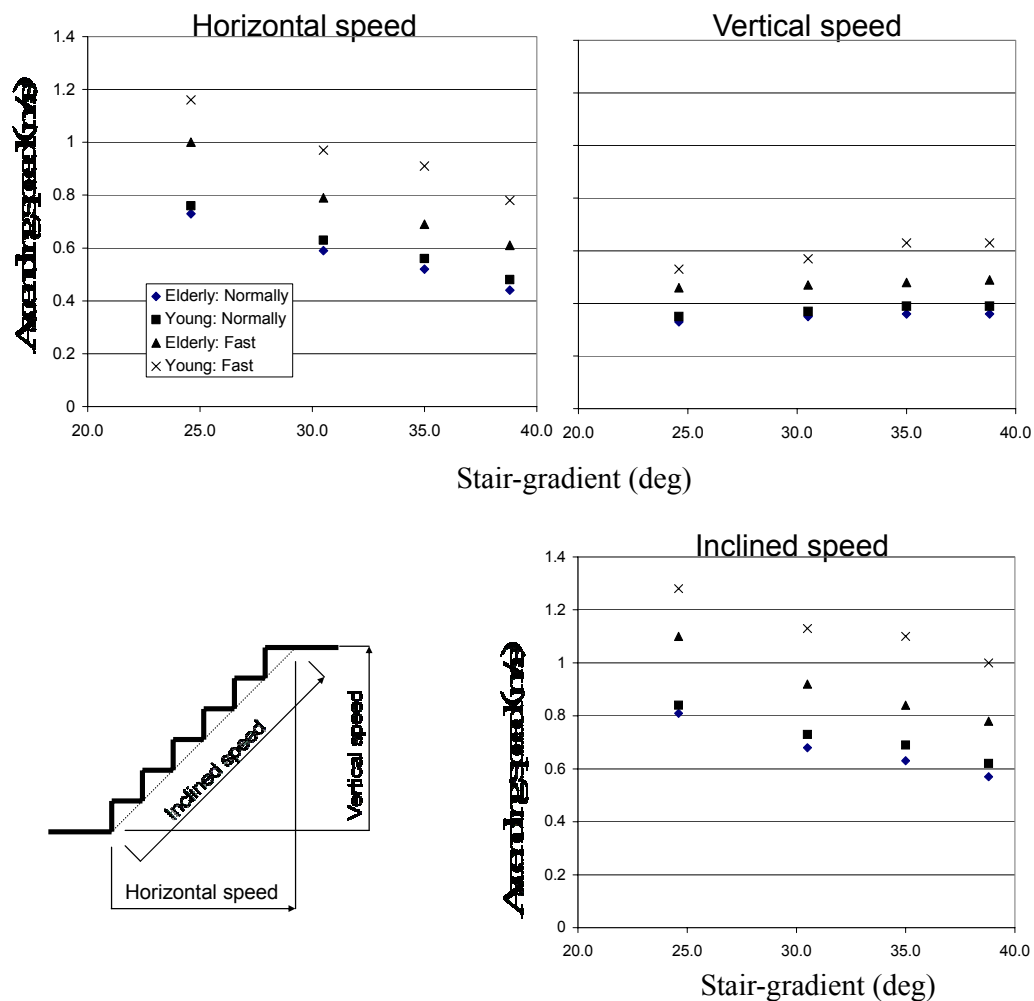 Horizontal speed
Vertical speed
1.4
1.2
1
0.8
0.6
0.4
0.2
0
Elderly: Normally
Young: Normally
Elderly: Fast
Young: Fast
20.0 25.0 30.0 35.0 40.0
20.0 25.0 30.0 35.0 40.0
Stair-gradient (deg)
Inclined speed
Vertical speed
Horizontal speed
Inclined speed
1.4
1.2
1
0.8
0.6
0.4
0.2
0
20.0 25.0 30.0 35.0 40.0
Stair-gradient (deg)